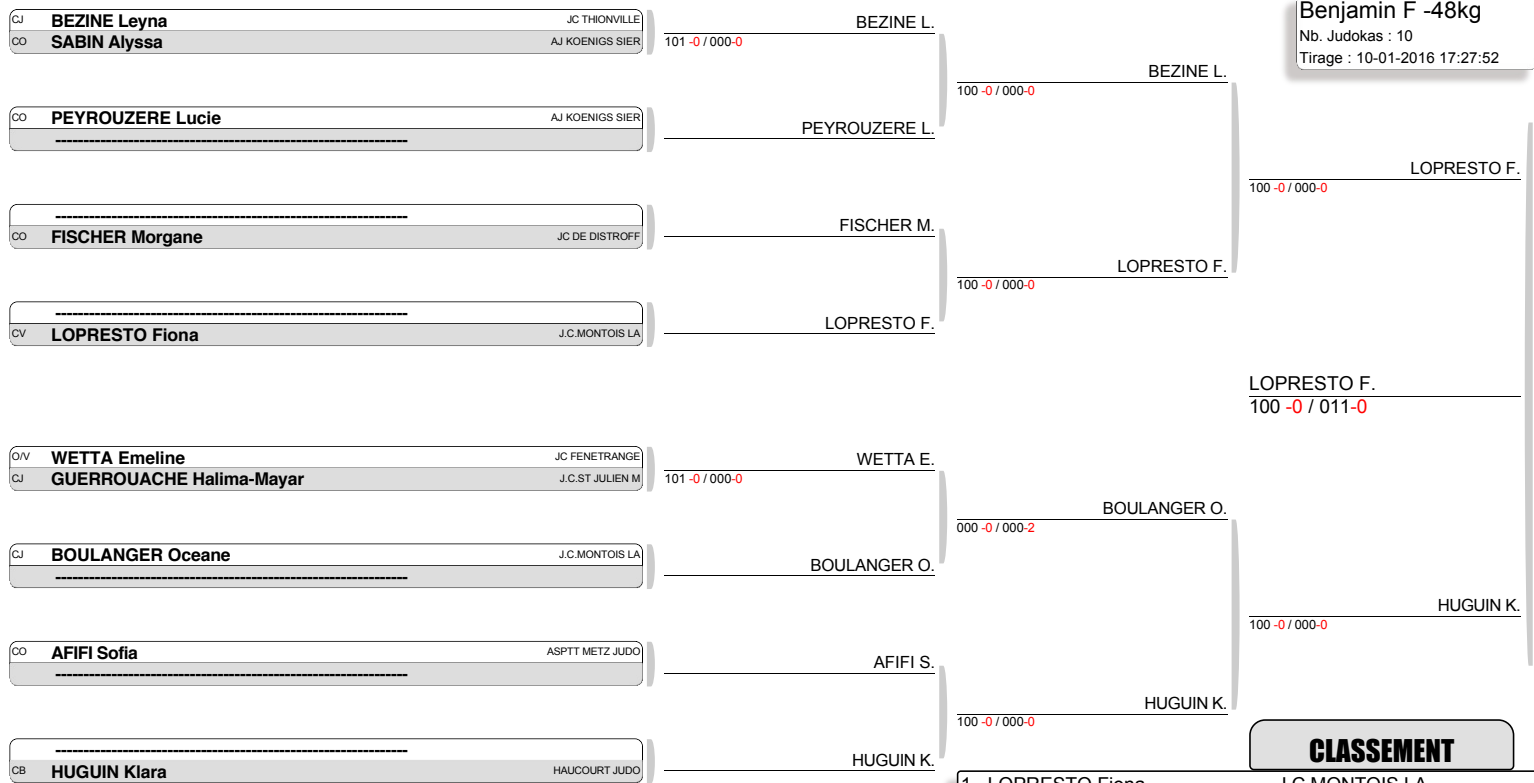 Benjamin F -48kg
Nb. Judokas : 10
Tirage : 10-01-2016 17:27:52
CJ BEZINE Leyna JC THIONVILLE
CO SABIN Alyssa AJ KOENIGS SIER
CO PEYROUZERE Lucie AJ KOENIGS SIER
----------------------------------------------------------------
----------------------------------------------------------------
CO FISCHER Morgane JC DE DISTROFF
----------------------------------------------------------------
CV LOPRESTO Fiona J.C.MONTOIS LA
O/V WETTA Emeline JC FENETRANGE
CJ GUERROUACHE Halima-Mayar J.C.ST JULIEN M
CJ BOULANGER Oceane J.C.MONTOIS LA
----------------------------------------------------------------
CO AFIFI Sofia ASPTT METZ JUDO
----------------------------------------------------------------
----------------------------------------------------------------
CB HUGUIN Klara HAUCOURT JUDO
BEZINE L.
101 -0 / 000-0
PEYROUZERE L.
FISCHER M.
LOPRESTO F.
WETTA E.
101 -0 / 000-0
BOULANGER O.
AFIFI S.
HUGUIN K.
BEZINE L.
100 -0 / 000-0
LOPRESTO F.
100 -0 / 000-0
BOULANGER O.
000 -0 / 000-2
HUGUIN K.
100 -0 / 000-0
LOPRESTO F.
100 -0 / 000-0
LOPRESTO F.
100 -0 / 011-0
HUGUIN K.
100 -0 / 000-0
CLASSEMENT
1 LOPRESTO Fiona J.C.MONTOIS LA